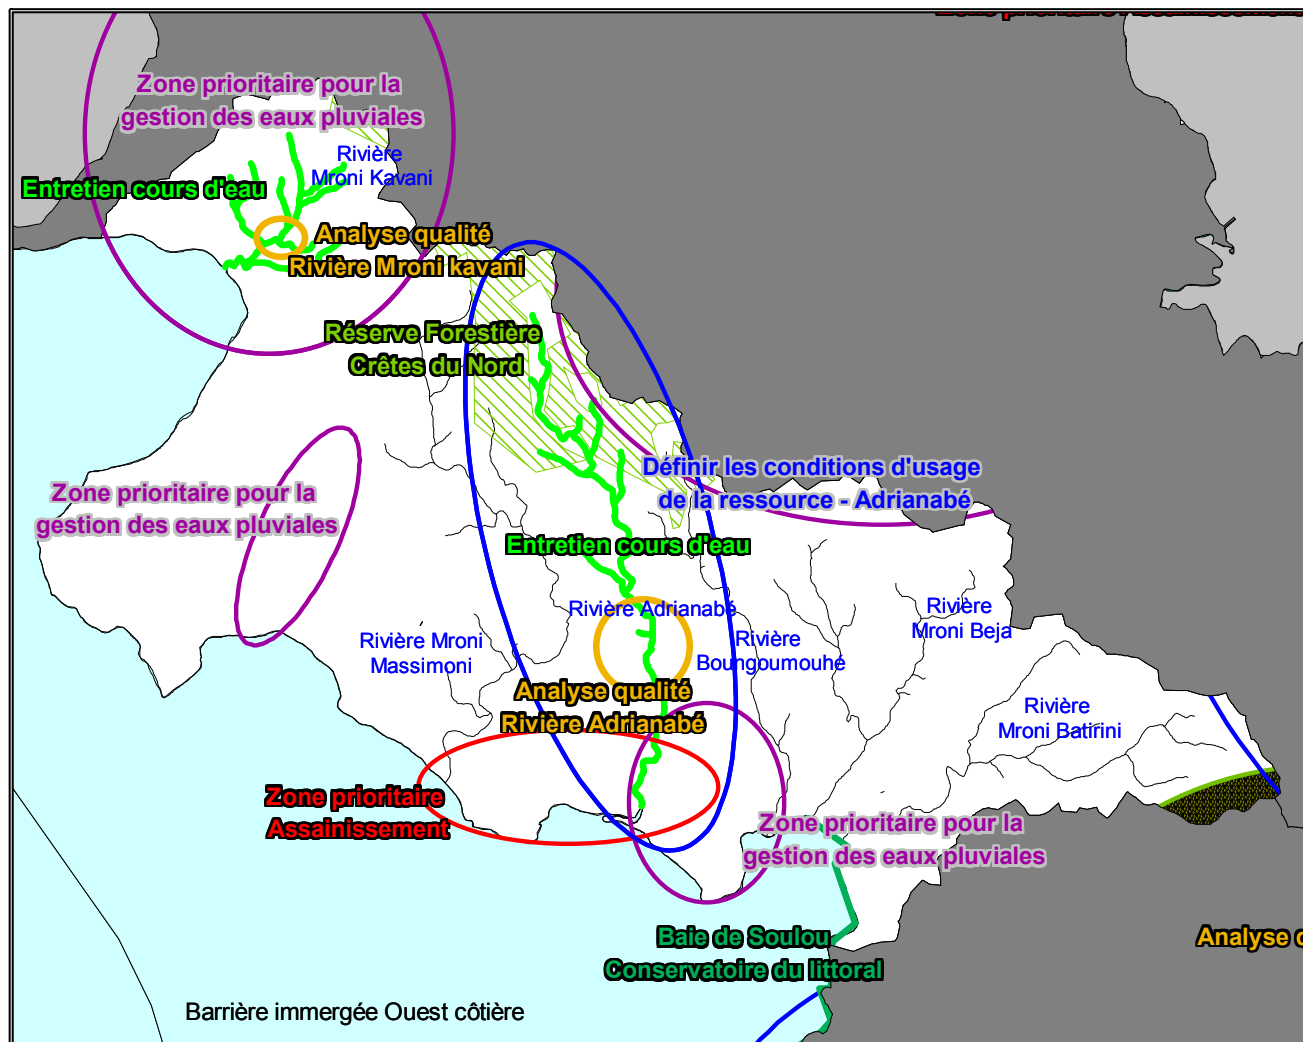 Zone prioritaire pour la
gestion des eaux pluviales
Rivière
Mroni Kavani
Entretien cours d'eau
Analyse qualité
Rivière Mroni kavani
Réserve Forestière
Crêtes du Nord
Définir les conditions d'usage
de la ressource - Adrianabé
Zone prioritaire pour la
gestion des eaux pluviales
Entretien cours d'eau
Rivière Adrianabé
Rivière
Mroni Beja
Rivière Mroni
Massimoni
Rivière
Boungoumouhé
Analyse qualité
Rivière Adrianabé
Rivière
Mroni Batirini
Zone prioritaire
Assainissement
Zone prioritaire pour la
gestion des eaux pluviales
Baie de Soulou
Conservatoire du littoral
Analyse
Barrière immergée Ouest côtière